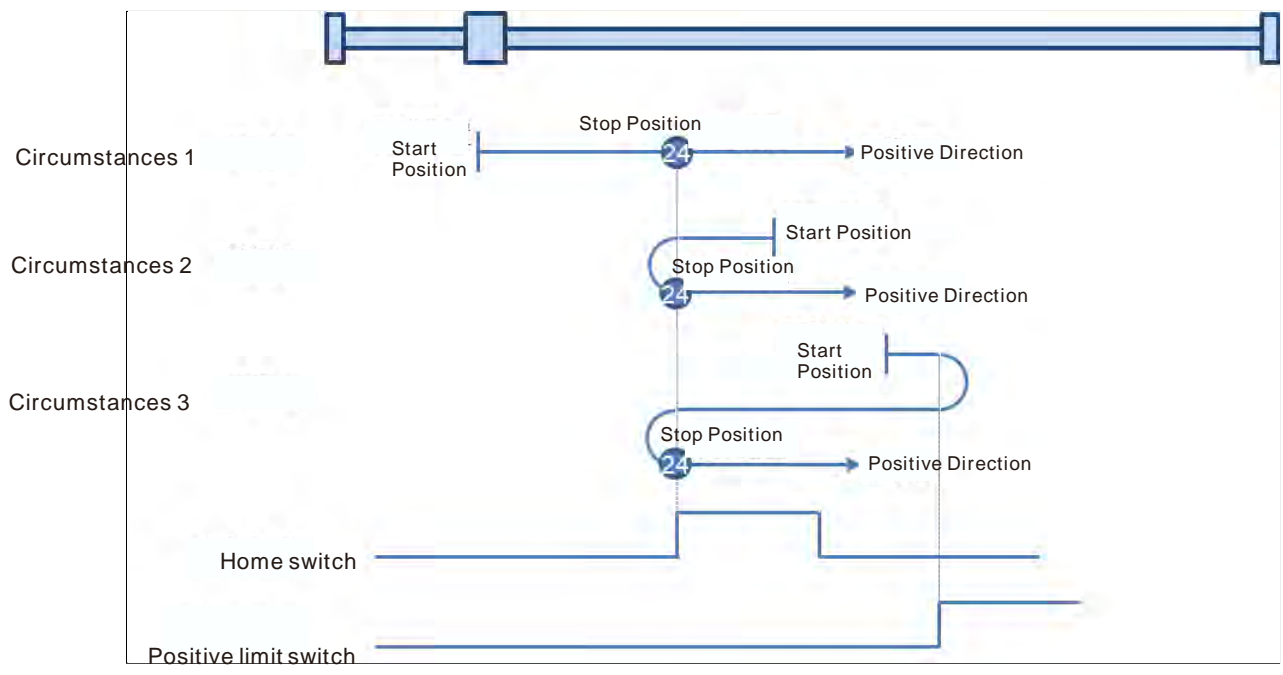 Stop Position
Circumstances 1
Start
Position
24
Positive Direction
Start Position
Circumstances 2
Stop Position
24
Positive Direction
Start
Position
Circumstances 3
Stop Position
24
Positive Direction
Home switch
Positive limit switch